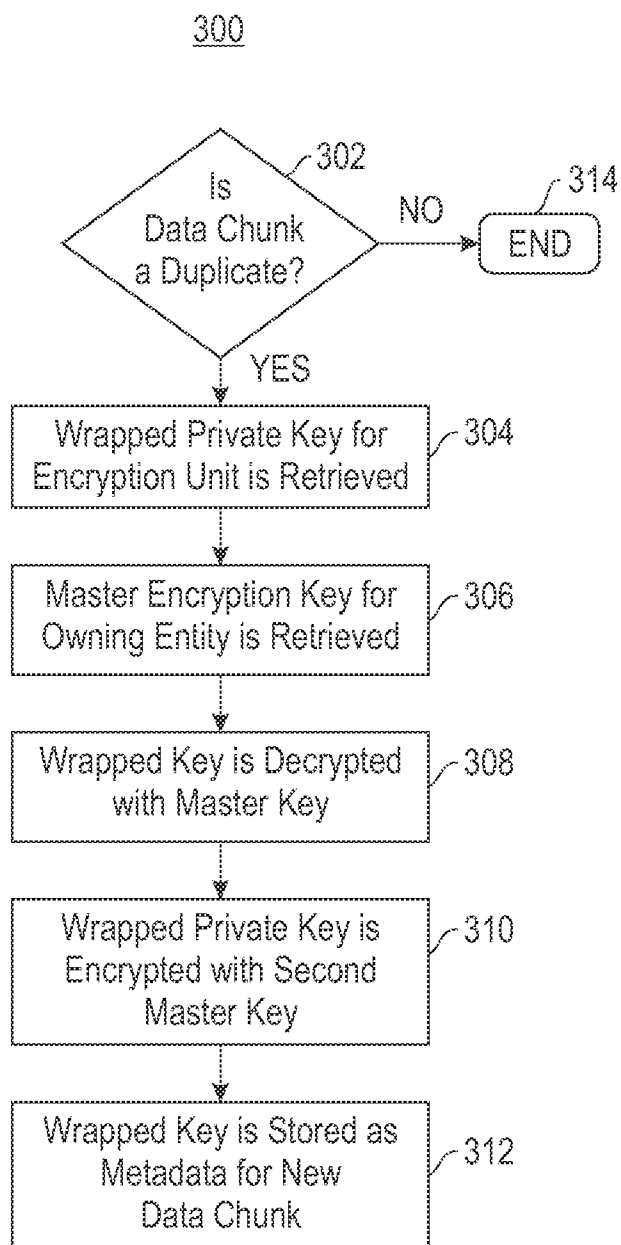 300
302
Is
Data Chunk
a Duplicate?
NO
314
END
YES
Wrapped Private Key for
Encryption Unit is Retrieved
304
Master Encryption Key for
Owning Entity is Retrieved
306
Wrapped Key is Decrypted
with Master Key
308
Wrapped Private Key is
Encrypted with Second
Master Key
310
Wrapped Key is Stored as
Metadata for New
Data Chunk
312